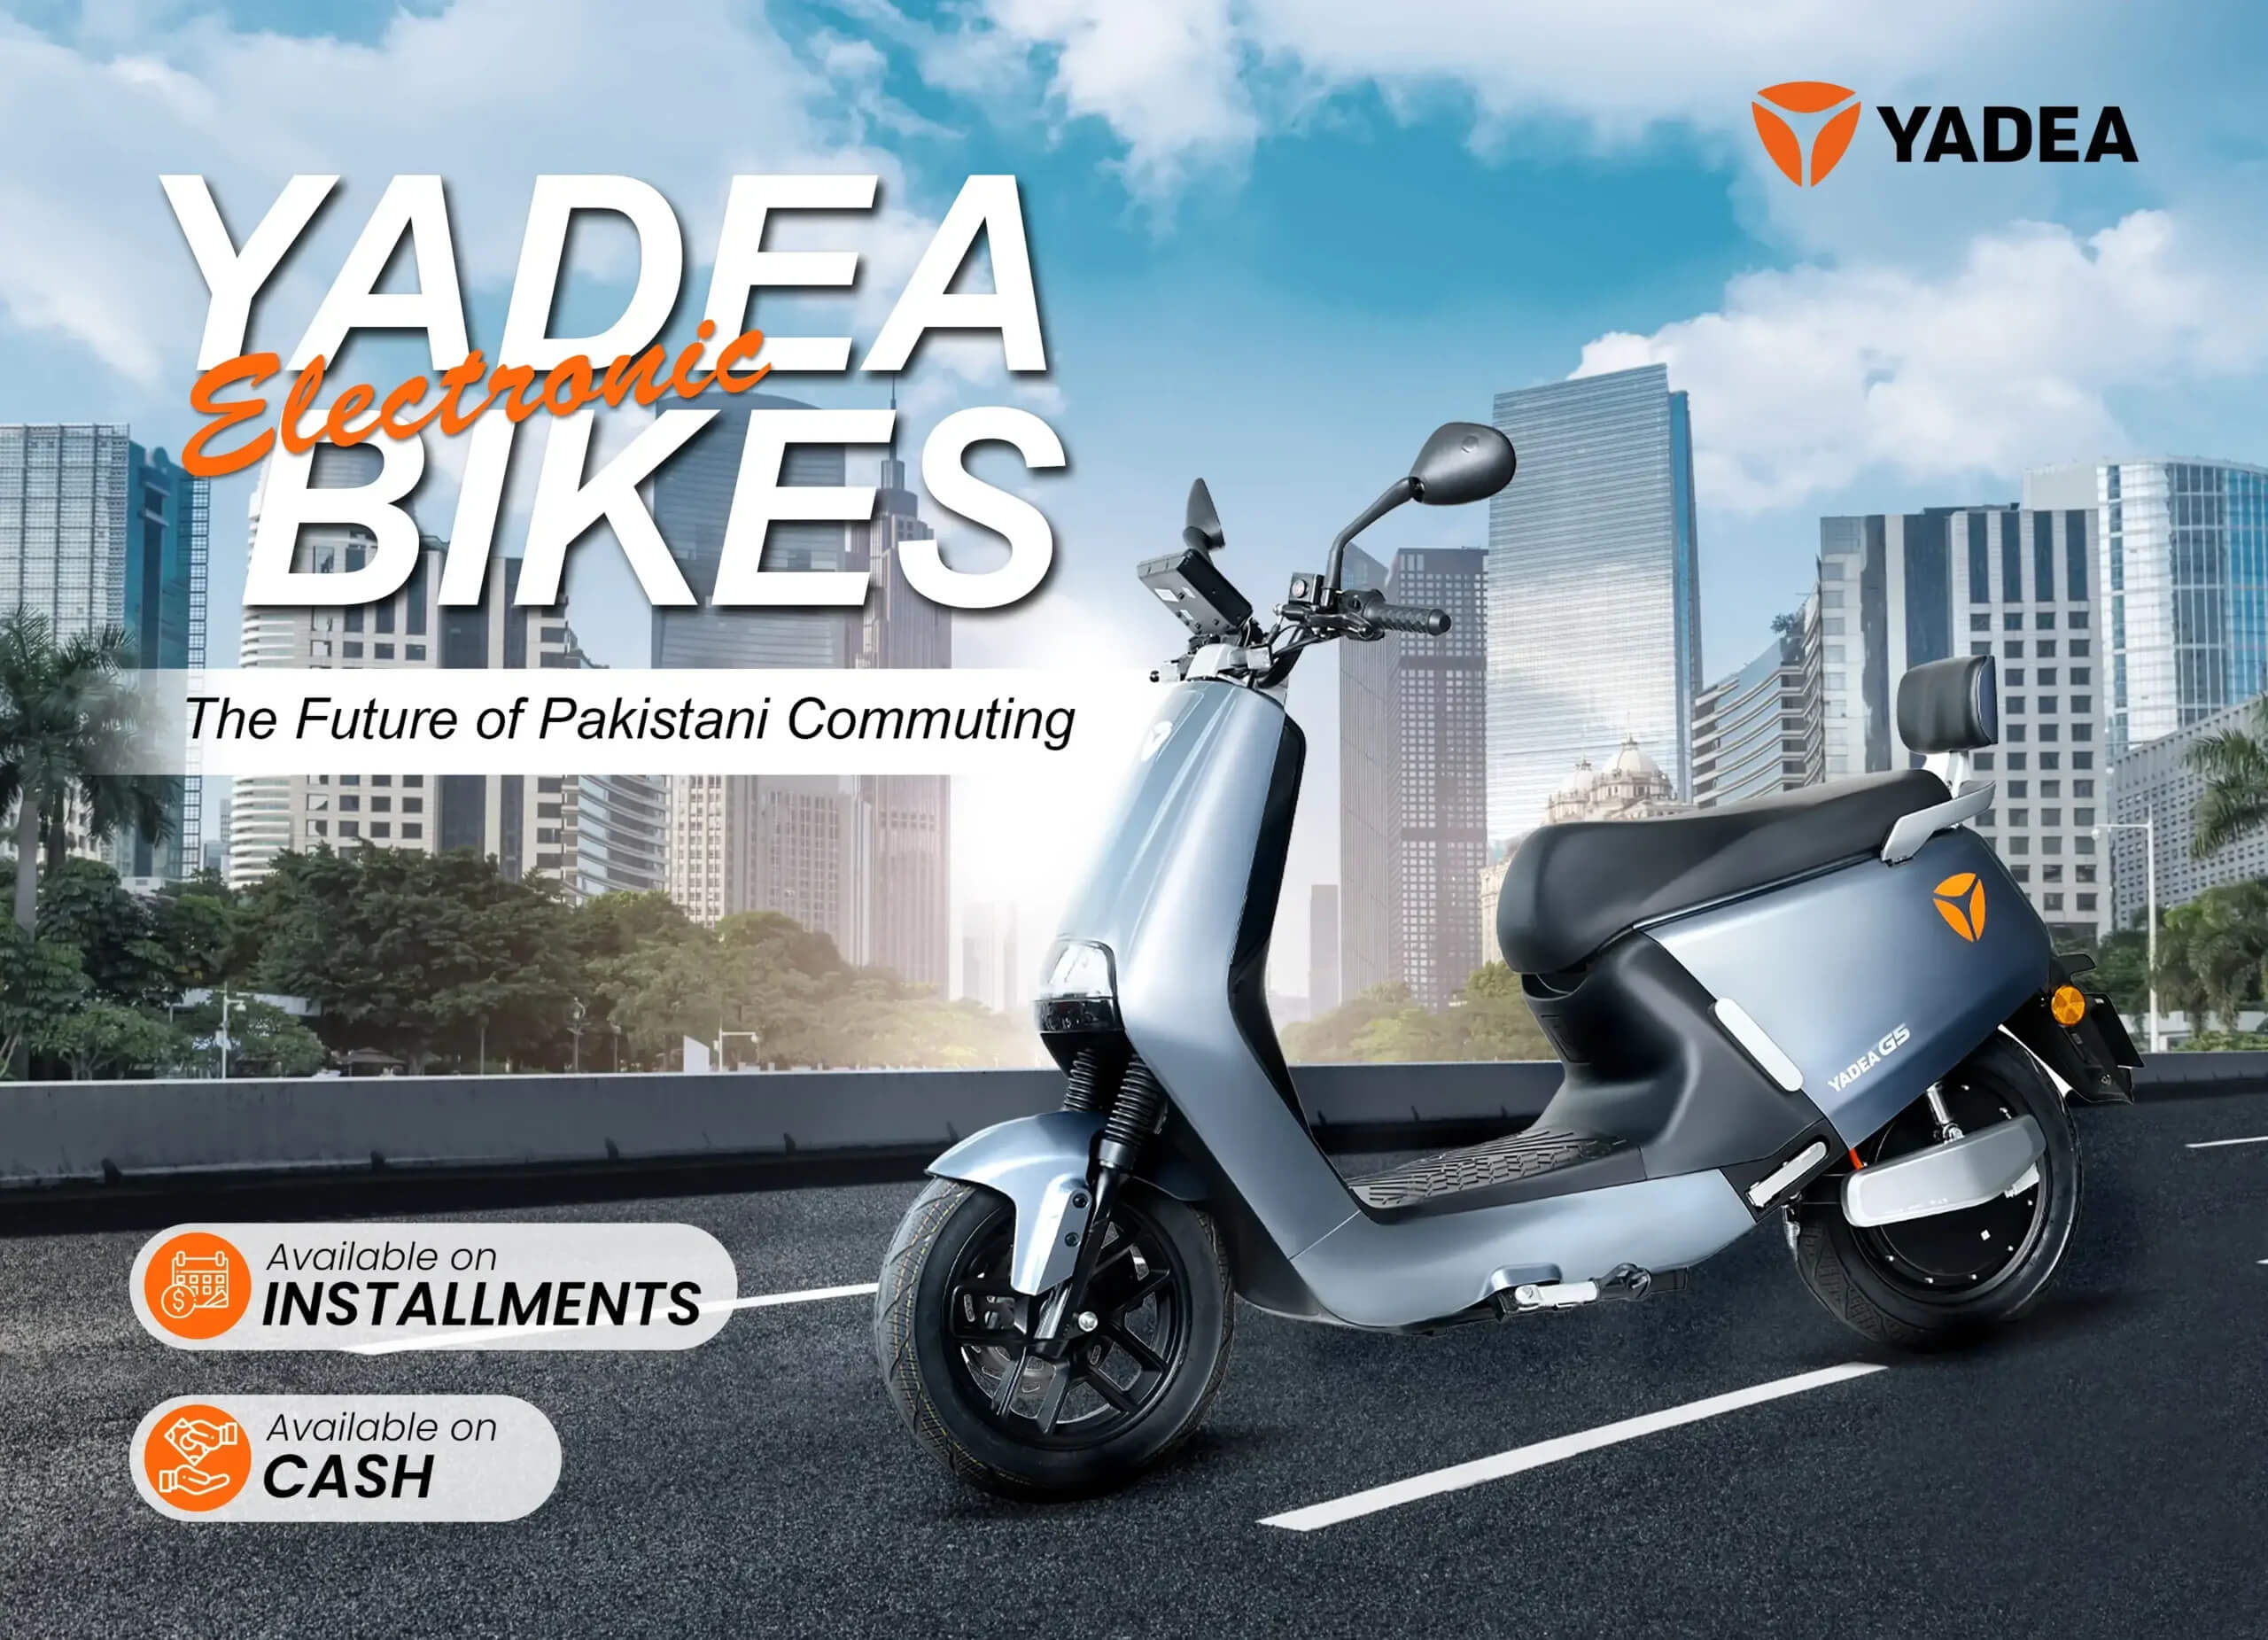 YADEA
YADEA
Electronic
BIKES
The Future of Pakistani Commuting
YADEA G5
Available on
INSTALLMENTS
Available on
CASH